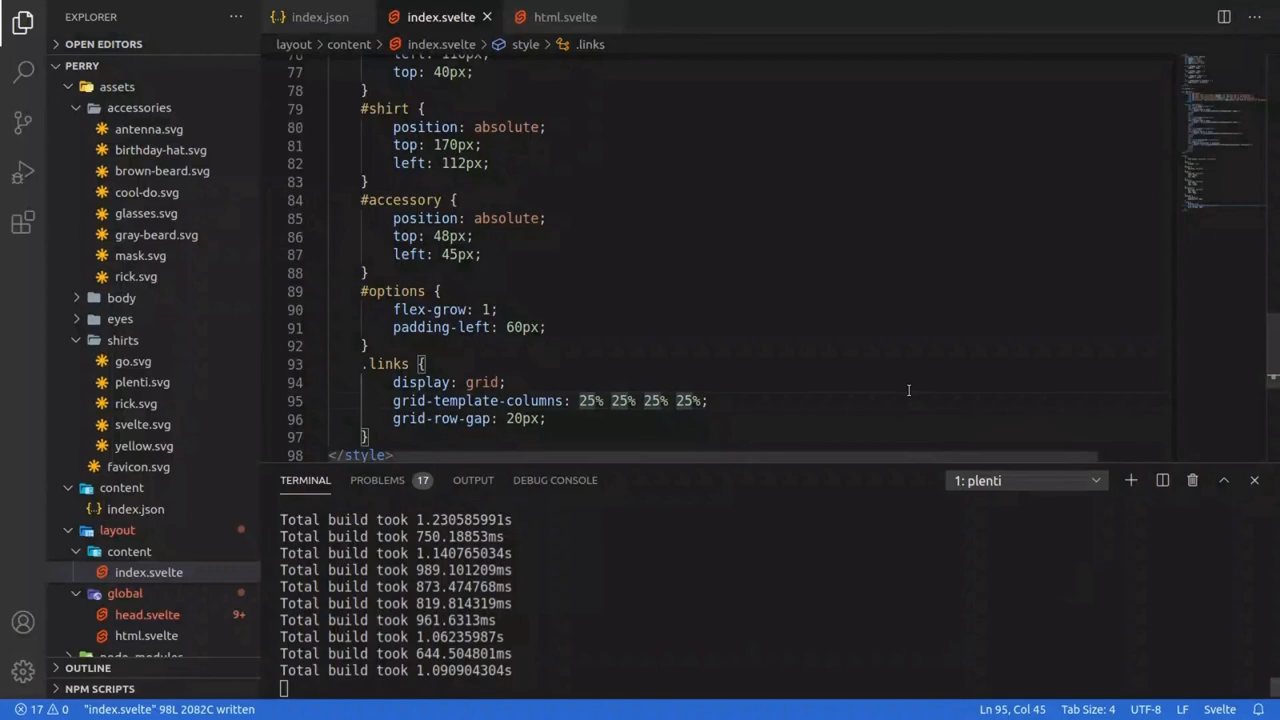 EXPLORER
index.json
index.svelte
html.svelte
OPEN EDITORS
layout content index.svelte style .links
PERRY
assets
accessories
antenna.svg
birthday-hat.svg
brown-beard.svg
cool-do.svg
glasses.svg
gray-beard.svg
mask.svg
rick.svg
body
eyes
shirts
go.svg
plenti.svg
rick.svg
svelte.svg
yellow.svg
favicon.svg
content
index.json
layout
content
index.svelte
global
head.svelte 9+
html.svelte
node_modules
OUTLINE
NPM SCRIPTS
76 left: 110px;
77 top: 40px;
78 }
79 #shirt {
80 position: absolute;
81 top: 170px;
82 left: 112px;
83 }
84 #accessory {
85 position: absolute;
86 top: 48px;
87 left: 45px;
88 }
89 #options {
90 flex-grow: 1;
91 padding-left: 60px;
92 }
93 .links {
94 display: grid;
95 grid-template-columns: 25% 25% 25% 25%;
96 grid-row-gap: 20px;
97 }
98 </style>
TERMINAL PROBLEMS 17 OUTPUT DEBUG CONSOLE 1: plenti
Total build took 1.230585991s
Total build took 750.18853ms
Total build took 1.140765034s
Total build took 989.101209ms
Total build took 873.474768ms
Total build took 819.814319ms
Total build took 961.6313ms
Total build took 1.06235987s
Total build took 644.504801ms
Total build took 1.090904304s
17 0 "index.svelte" 98L 2082C written Ln 95, Col 45 Tab Size: 4 UTF-8 LF Svelte